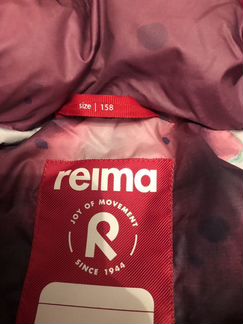 size | 158
reima
JOY OF MOVEMENT
R
SINCE 1944